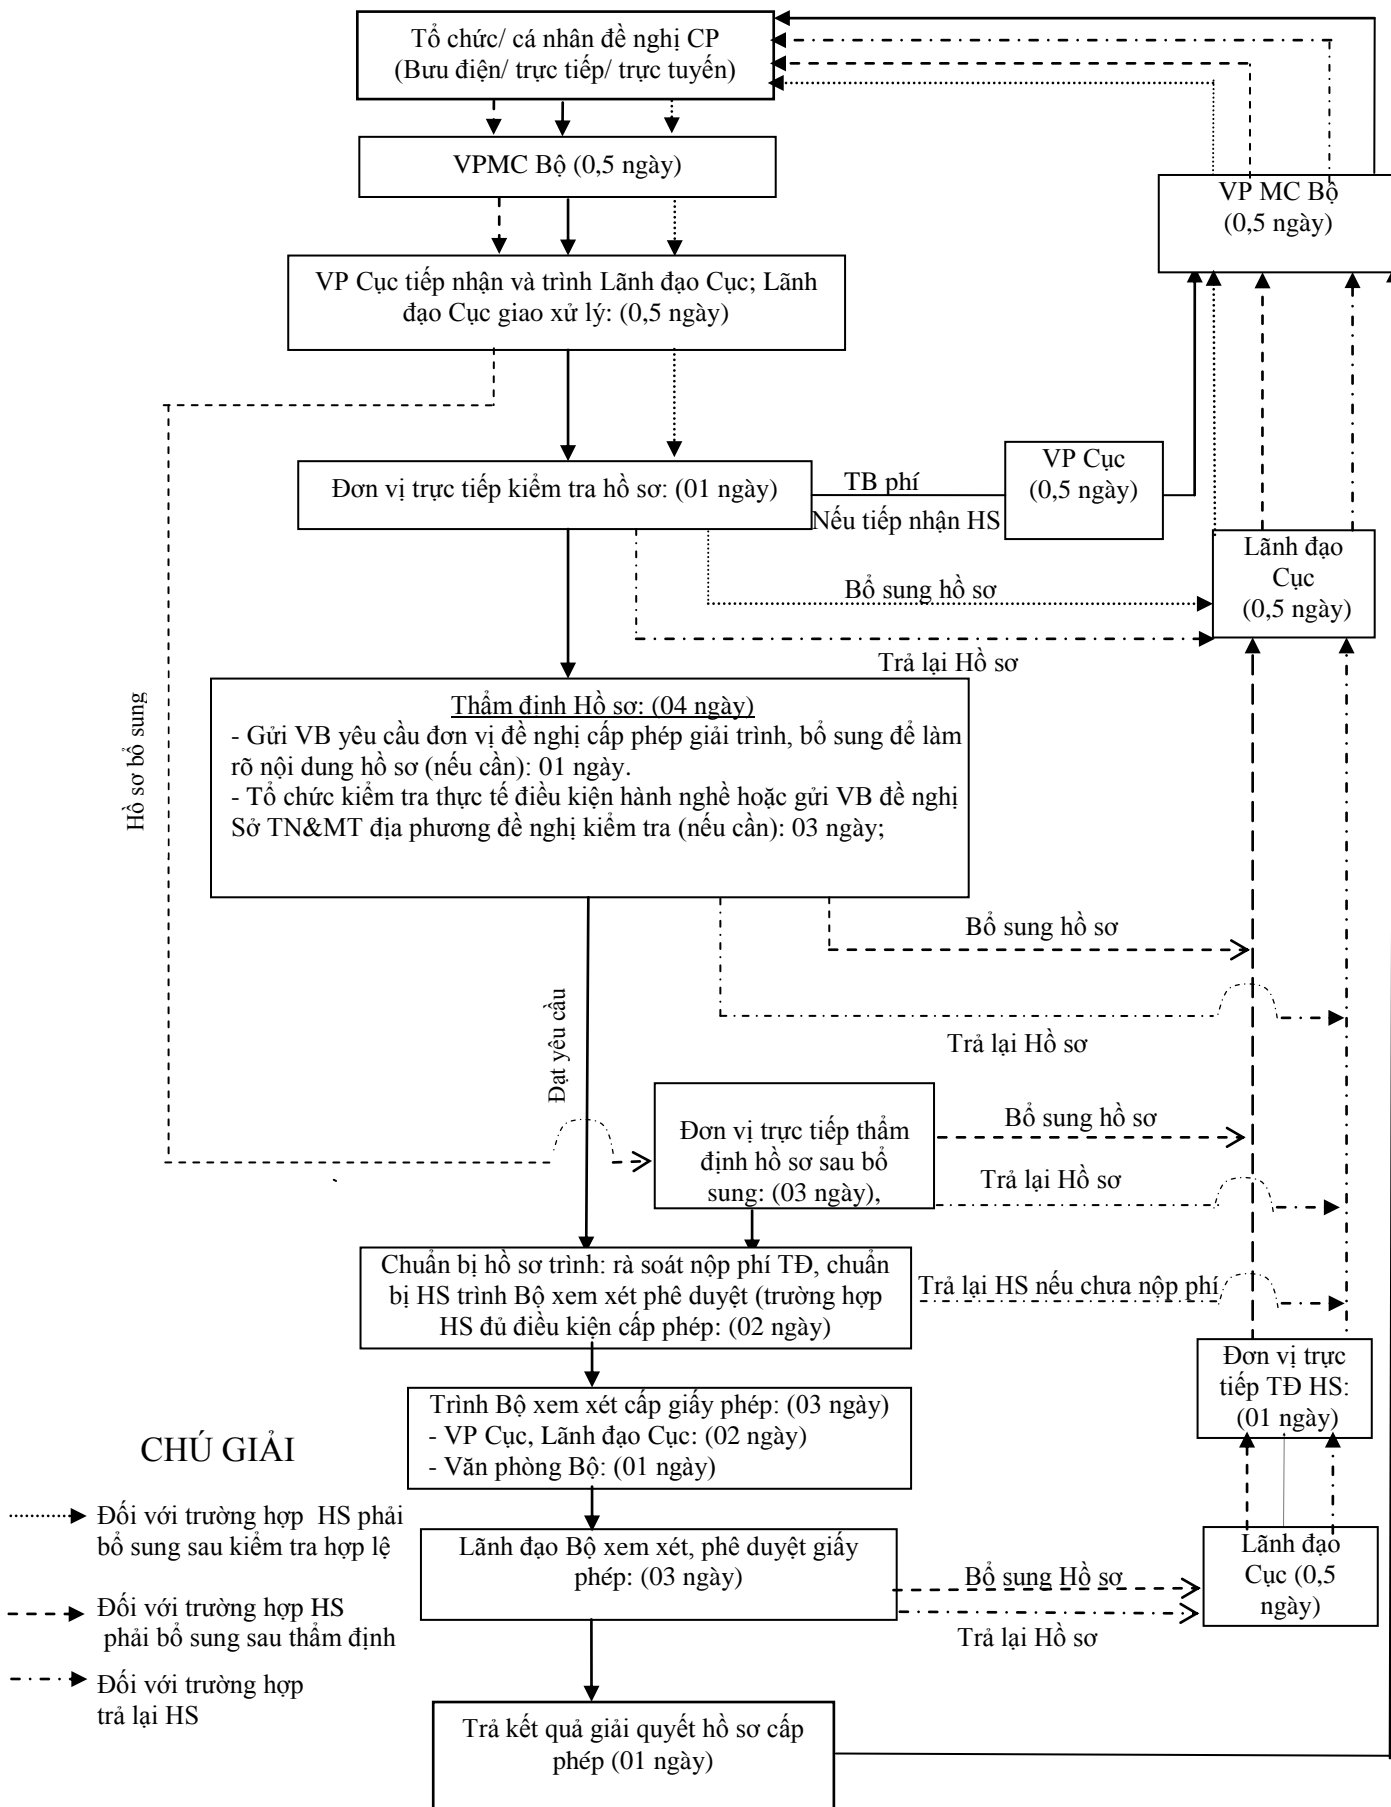 Tổ chức/ cá nhân đề nghị CP
(Bưu điện/ trực tiếp/ trực tuyến)
VPMC Bộ (0,5 ngày)
VP MC Bộ
(0,5 ngày)
VP Cục tiếp nhận và trình Lãnh đạo Cục; Lãnh
đạo Cục giao xử lý: (0,5 ngày)
Đơn vị trực tiếp kiểm tra hồ sơ: (01 ngày)
TB phí
Nếu tiếp nhận HS
VP Cục
(0,5 ngày)
Bổ sung hồ sơ
Trả lại Hồ sơ
Lãnh đạo
Cục
(0,5 ngày)
Hồ sơ bổ sung
Thẩm định Hồ sơ: (04 ngày)
- Gửi VB yêu cầu đơn vị đề nghị cấp phép giải trình, bổ sung để làm
rõ nội dung hồ sơ (nếu cần): 01 ngày.
- Tổ chức kiểm tra thực tế điều kiện hành nghề hoặc gửi VB đề nghị
Sở TN&MT địa phương đề nghị kiểm tra (nếu cần): 03 ngày;
Bổ sung hồ sơ
Trả lại Hồ sơ
Đạt yêu cầu
Đơn vị trực tiếp thẩm
định hồ sơ sau bổ
sung: (03 ngày),
Bổ sung hồ sơ
Trả lại Hồ sơ
Chuẩn bị hồ sơ trình: rà soát nộp phí TĐ, chuẩn
bị HS trình Bộ xem xét phê duyệt (trường hợp
HS đủ điều kiện cấp phép: (02 ngày)
Trả lại HS nếu chưa nộp phí
Đơn vị trực
tiếp TĐ HS:
(01 ngày)
Trình Bộ xem xét cấp giấy phép: (03 ngày)
- VP Cục, Lãnh đạo Cục: (02 ngày)
- Văn phòng Bộ: (01 ngày)
Lãnh đạo Bộ xem xét, phê duyệt giấy
phép: (03 ngày)
Bổ sung Hồ sơ
Trả lại Hồ sơ
Lãnh đạo
Cục (0,5
ngày)
Trả kết quả giải quyết hồ sơ cấp
phép (01 ngày)
CHÚ GIẢI
Đối với trường hợp HS phải
bổ sung sau kiểm tra hợp lệ
Đối với trường hợp HS
phải bổ sung sau thẩm định
Đối với trường hợp
trả lại HS